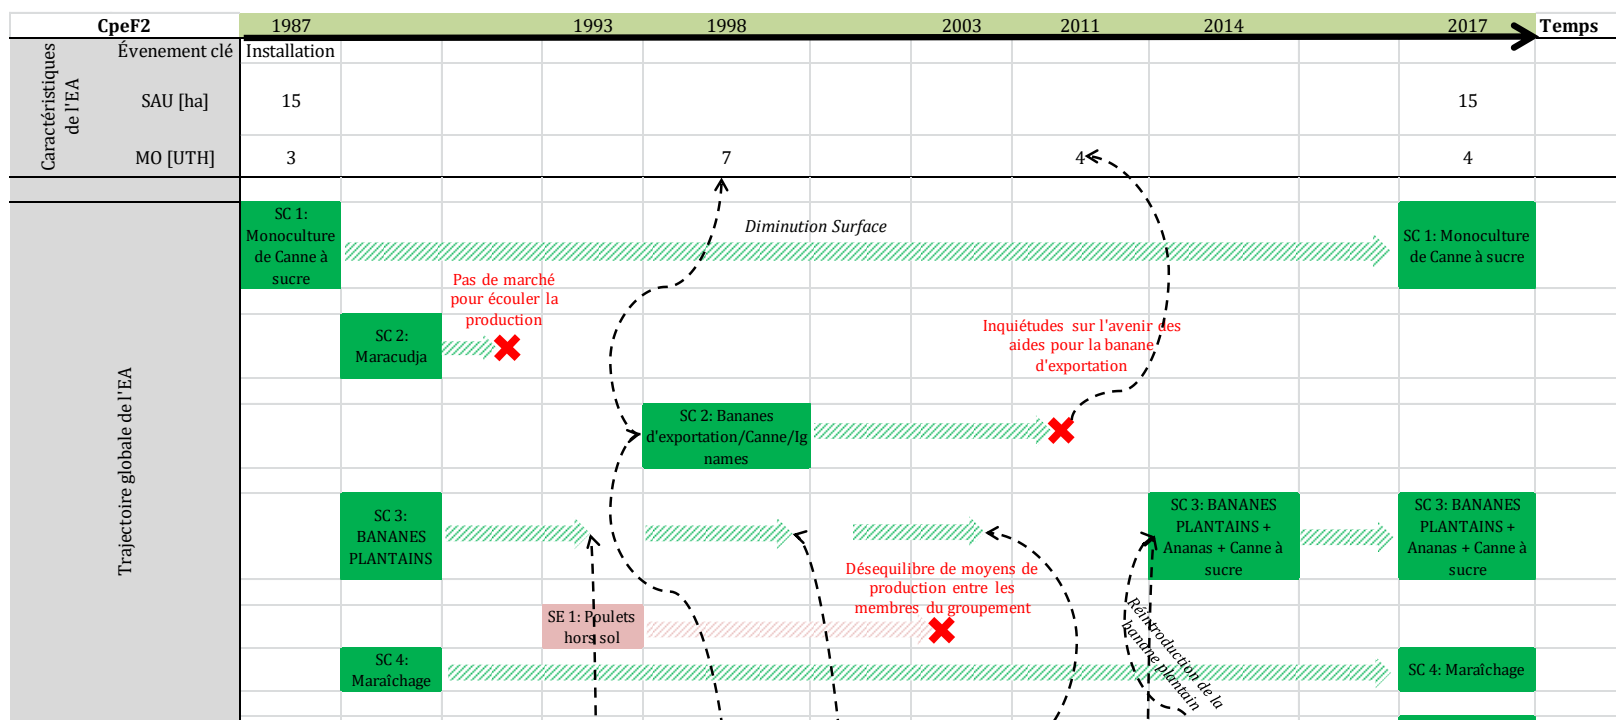 CpeF2 1987 1993 1998 2003 2011 2014 2017 Temps
Caractéristiques
de l'EA
Évenement clé Installation
SAU [ha] 15 15
MO [UTH] 3 7 4 4
Trajectoire globale de l'EA
SC 1:
Monoculture
de Canne à
sucre
Diminution Surface
SC 1: Monoculture
de Canne à sucre
Pas de marché
pour écouler la
production
SC 2:
Maracudja
Inquiétudes sur l'avenir des
aides pour la banane
d'exportation
SC 2: Bananes
d'exportation/Canne/Ig
names
SC 3:
BANANES
PLANTAINS
SC 3: BANANES
PLANTAINS +
Ananas + Canne à
sucre
SC 3: BANANES
PLANTAINS +
Ananas + Canne à
sucre
Désequilibre de moyens de
production entre les
membres du groupement
SE 1: Poulets
hors sol
Réintroduction de la
banane plantain
SC 4:
Maraîchage
SC 4: Maraîchage